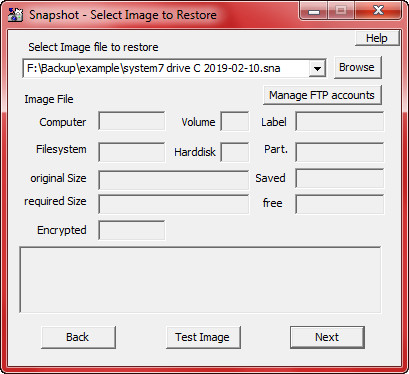 Snapshot - Select Image to Restore
Help
Select Image file to restore
F:\Backup\example\system7 drive C 2019-02-10.sna
Browse
Manage FTP accounts
Image File
Computer Volume Label
Filesystem Harddisk Part.
original Size Saved
required Size free
Encrypted
Back Test Image Next